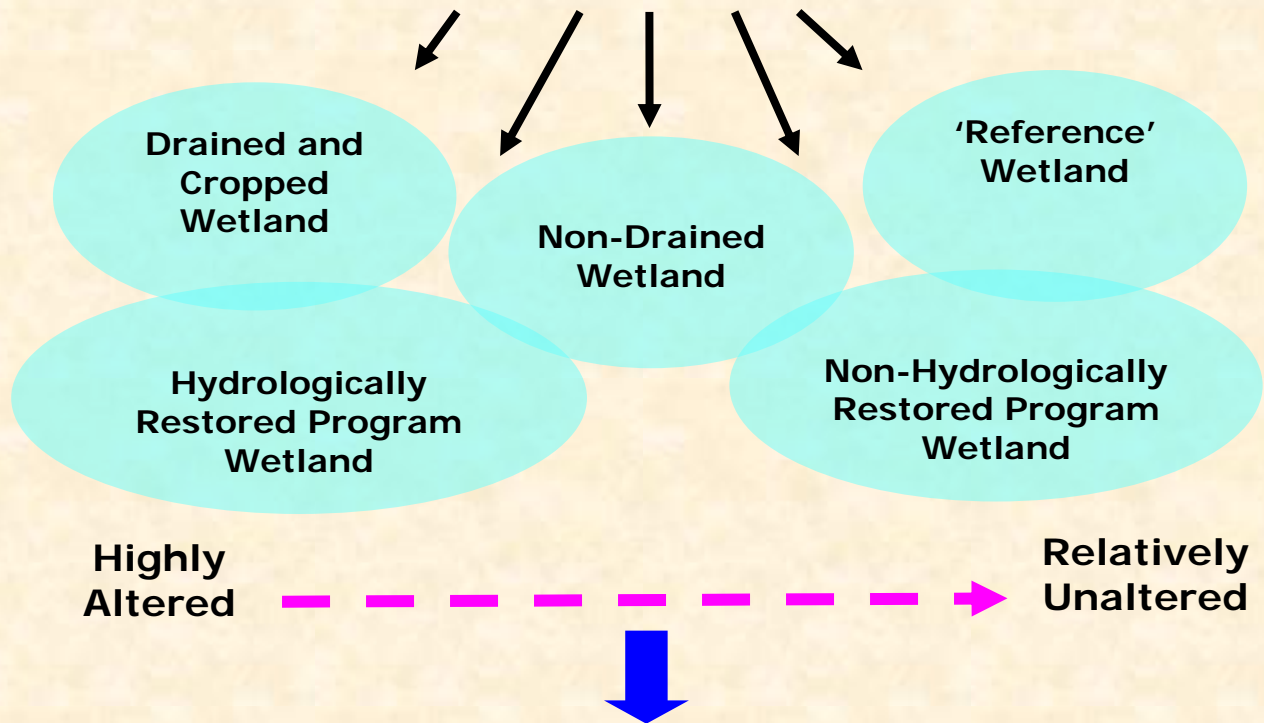 Drained and
Cropped
Wetland
Non-Drained
Wetland
‘Reference’
Wetland
Hydrologically
Restored Program
Wetland
Non-Hydrologically
Restored Program
Wetland
Highly
Altered
Relatively
Unaltered